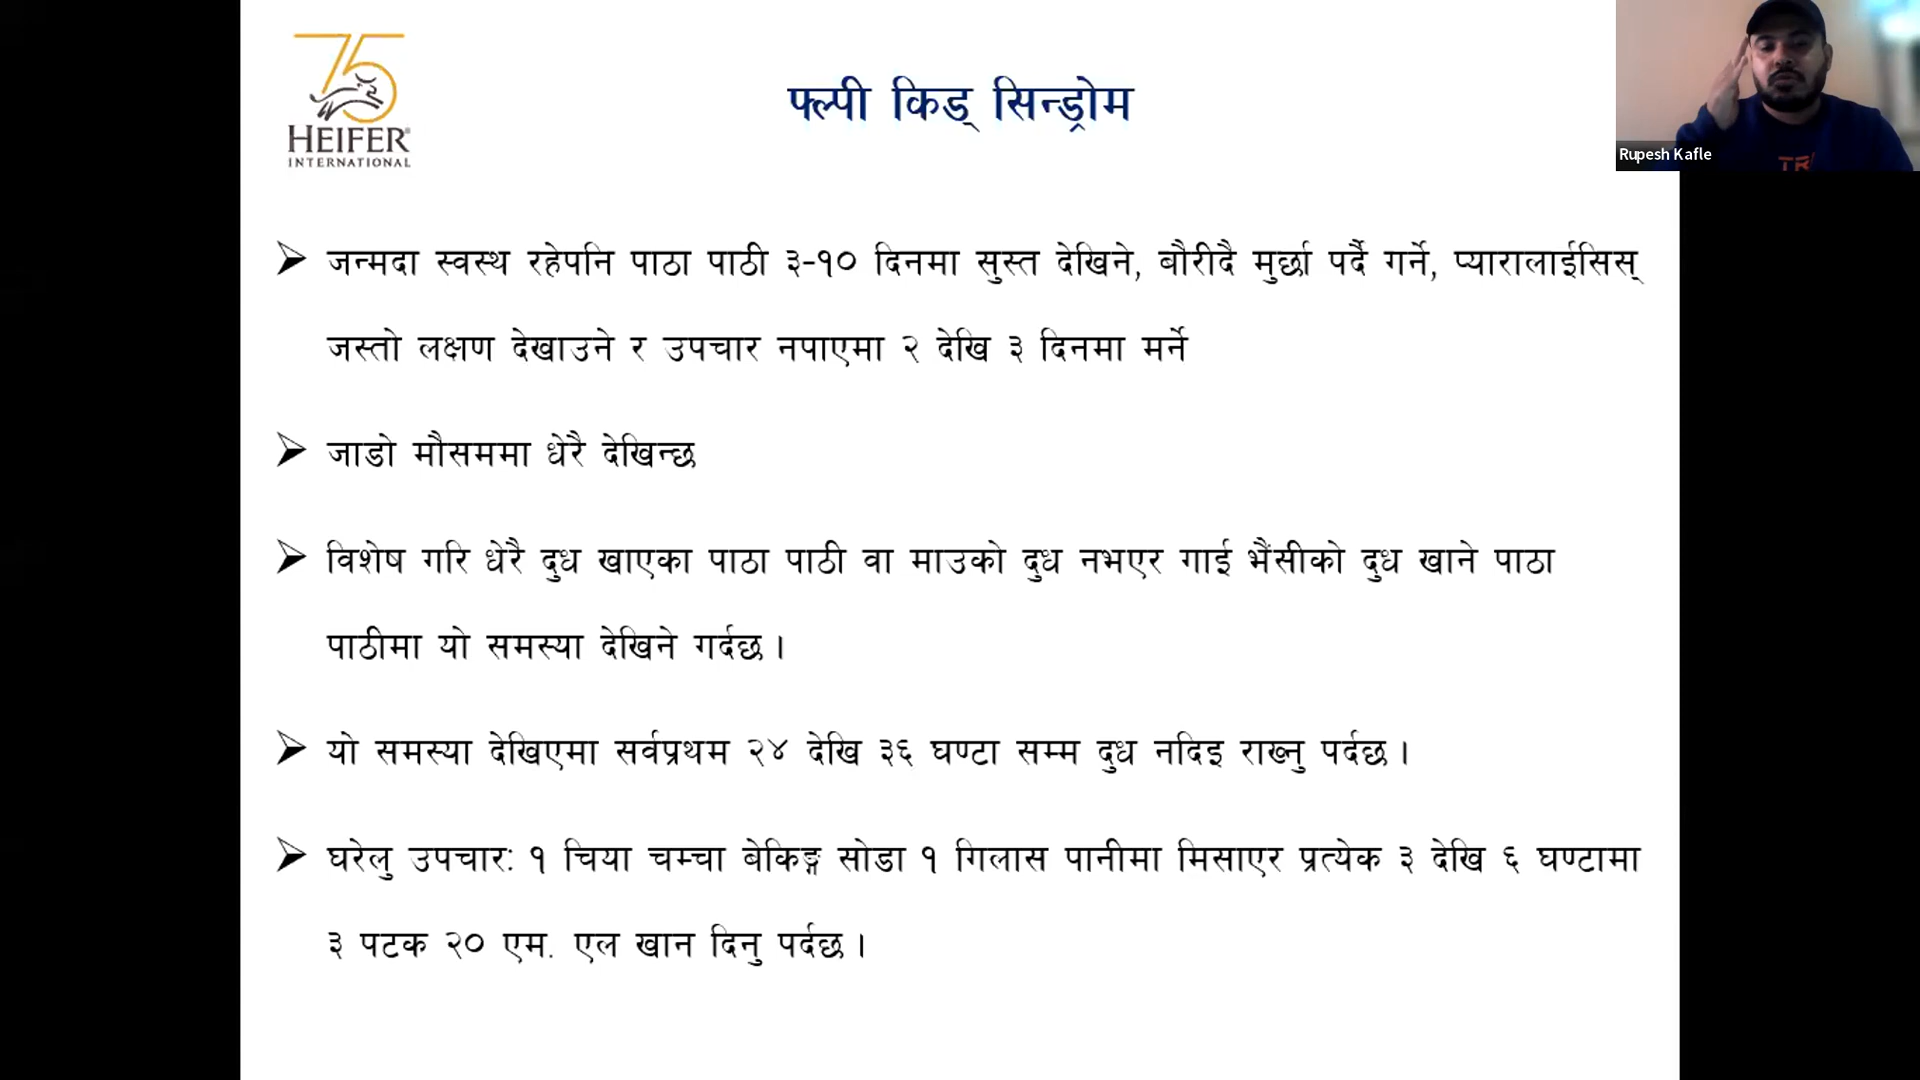 75
HEIFER®
INTERNATIONAL
फ्ल्पी किड् सिन्ड्रोम
Rupesh Kafle
TR
➢ जन्मदा स्वस्थ रहेपनि पाठा पाठी ३-१० दिनमा सुस्त देखिने, बौरीदै मुर्छा पर्दै गर्ने, प्यारालाईसिस्
जस्तो लक्षण देखाउने र उपचार नपाएमा २ देखि ३ दिनमा मर्ने
➢ जाडो मौसममा धेरै देखिन्छ
➢ विशेष गरि धेरै दुध खाएका पाठा पाठी वा माउको दुध नभएर गाई भैंसीको दुध खाने पाठा
पाठीमा यो समस्या देखिने गर्दछ ।
➢ यो समस्या देखिएमा सर्वप्रथम २४ देखि ३६ घण्टा सम्म दुध नदिइ राख्नु पर्दछ ।
➢ घरेलु उपचार: १ चिया चम्चा बेकिङ्ग सोडा १ गिलास पानीमा मिसाएर प्रत्येक ३ देखि ६ घण्टामा
३ पटक २० एम. एल खान दिनु पर्दछ ।